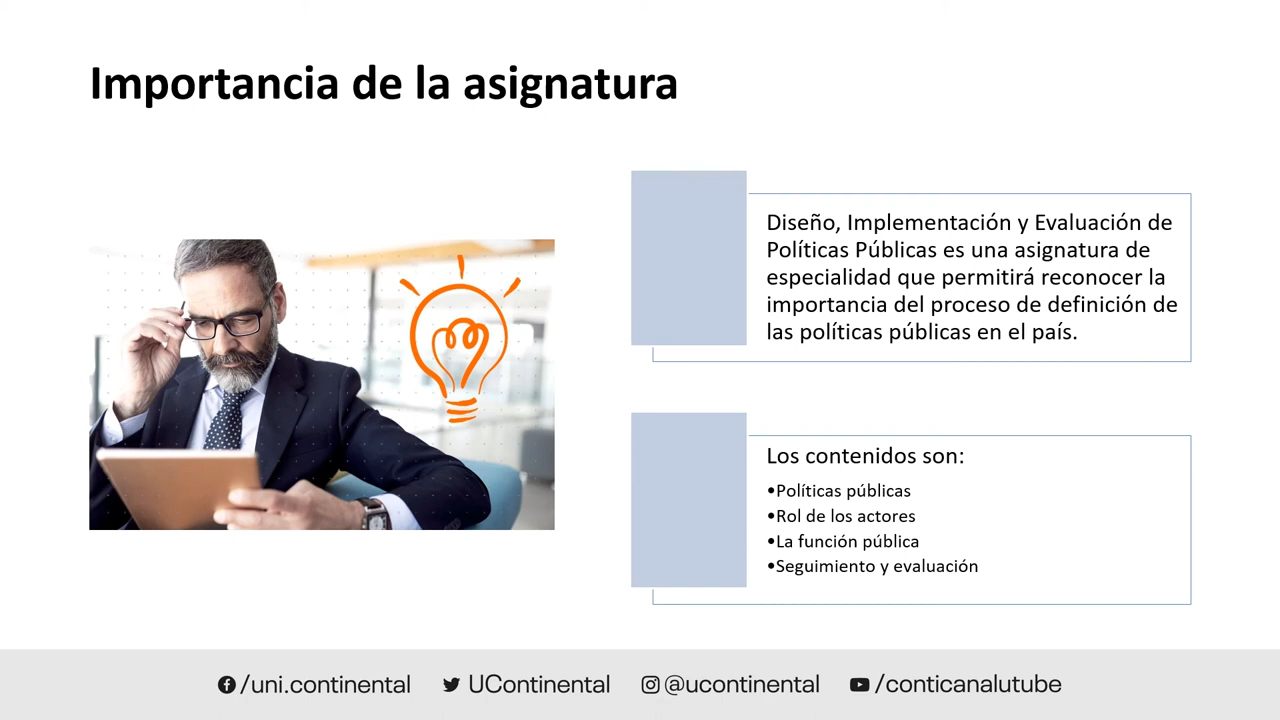 Importancia de la asignatura
Diseño, Implementación y Evaluación de
Políticas Públicas es una asignatura de
especialidad que permitirá reconocer la
importancia del proceso de definición de
las políticas públicas en el país.
Los contenidos son:
•Políticas públicas
•Rol de los actores
•La función pública
•Seguimiento y evaluación
/uni.continental
UContinental
@ucontinental
/conticanalutube